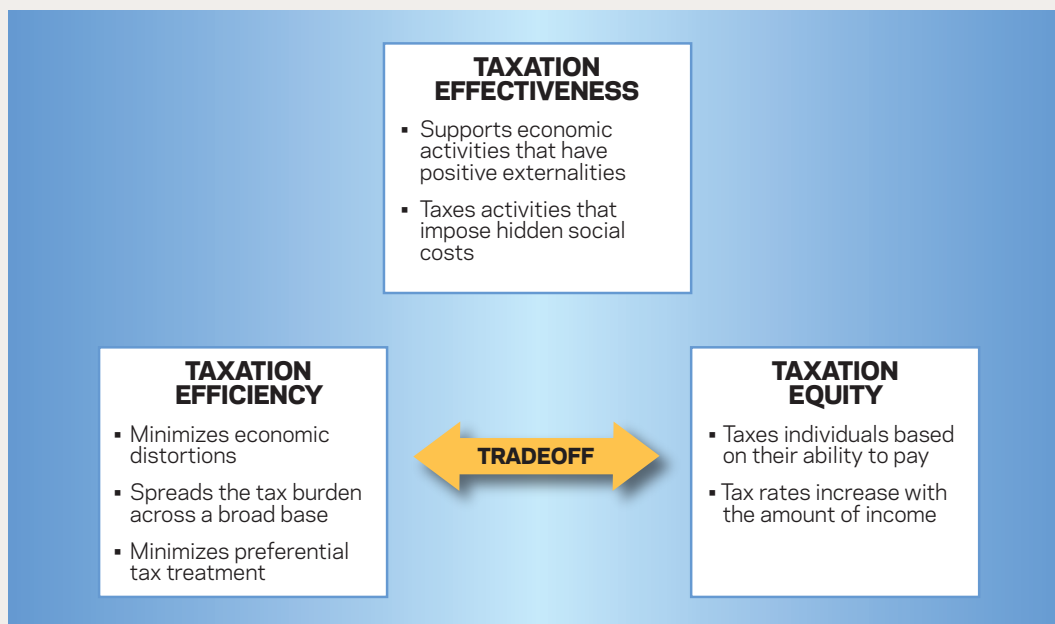 TAXATION
EFFECTIVENESS
▪ Supports economic
activities that have
positive externalities
▪ Taxes activities that
impose hidden social
costs
TAXATION
EFFICIENCY
▪ Minimizes economic
distortions
▪ Spreads the tax burden
across a broad base
▪ Minimizes preferential
tax treatment
TRADEOFF
TAXATION
EQUITY
▪ Taxes individuals based
on their ability to pay
▪ Tax rates increase with
the amount of income